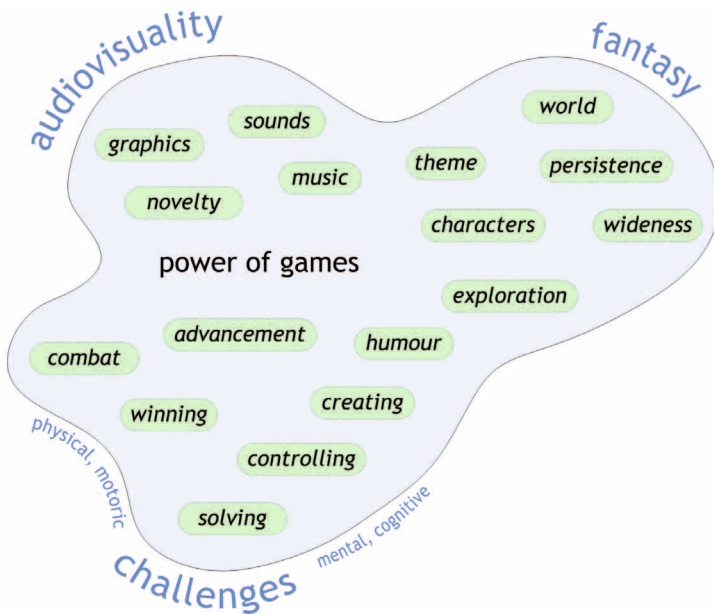 audiovisuality
fantasy
world
sounds
graphics
theme
persistence
music
novelty
characters
wideness
power of games
exploration
advancement
humour
combat
creating
winning
physical, motoric
controlling
solving
mental, cognitive
challenges